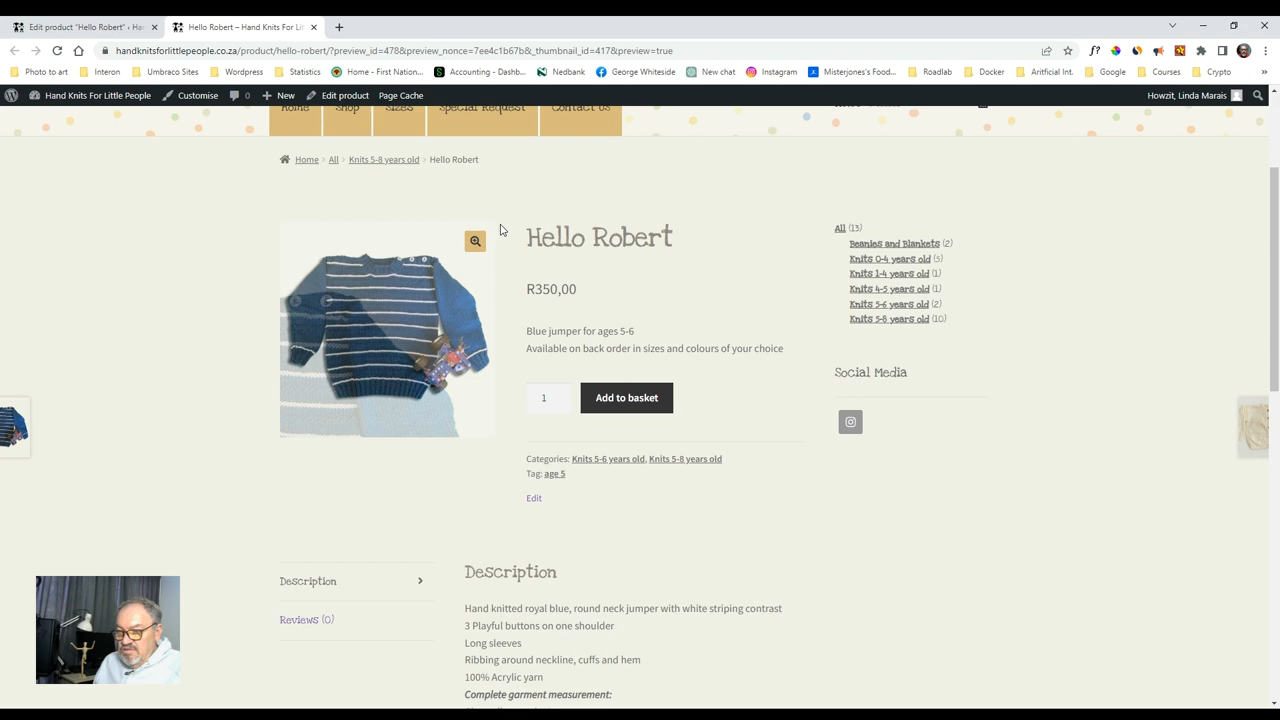 Edit product "Hello Robert" ‹ Ha
Hello Robert – Hand Knits For Lit
handknitsforlittlepeople.co.za/product/hello-robert/?preview_id=478&preview_nonce=7ee4c1b67b&_thumbnail_id=417&preview=true
Photo to art
Interon
Umbraco Sites
Wordpress
Statistics
Home - First Nation...
Accounting - Dashb...
Nedbank
George Whiteside
New chat
Instagram
Misterjones's Food...
Roadlab
Docker
Aritficial Int.
Google
Courses
Crypto
»
Hand Knits For Little People
Customise
0
New
Edit product
Page Cache
Howzit, Linda Marais
Home
Shop
Sizes
Special Request
Contact Us
Home > All > Knits 5-8 years old > Hello Robert
Hello Robert
R350,00
Blue jumper for ages 5-6
Available on back order in sizes and colours of your choice
1
Add to basket
Categories: Knits 5-6 years old, Knits 5-8 years old
Tag: age 5
Edit
All (13)
Beanies and Blankets (2)
Knits 0-4 years old (5)
Knits 1-4 years old (1)
Knits 4-5 years old (1)
Knits 5-6 years old (2)
Knits 5-8 years old (10)
Social Media
Description
Reviews (0)
Description
Hand knitted royal blue, round neck jumper with white striping contrast
3 Playful buttons on one shoulder
Long sleeves
Ribbing around neckline, cuffs and hem
100% Acrylic yarn
Complete garment measurement: